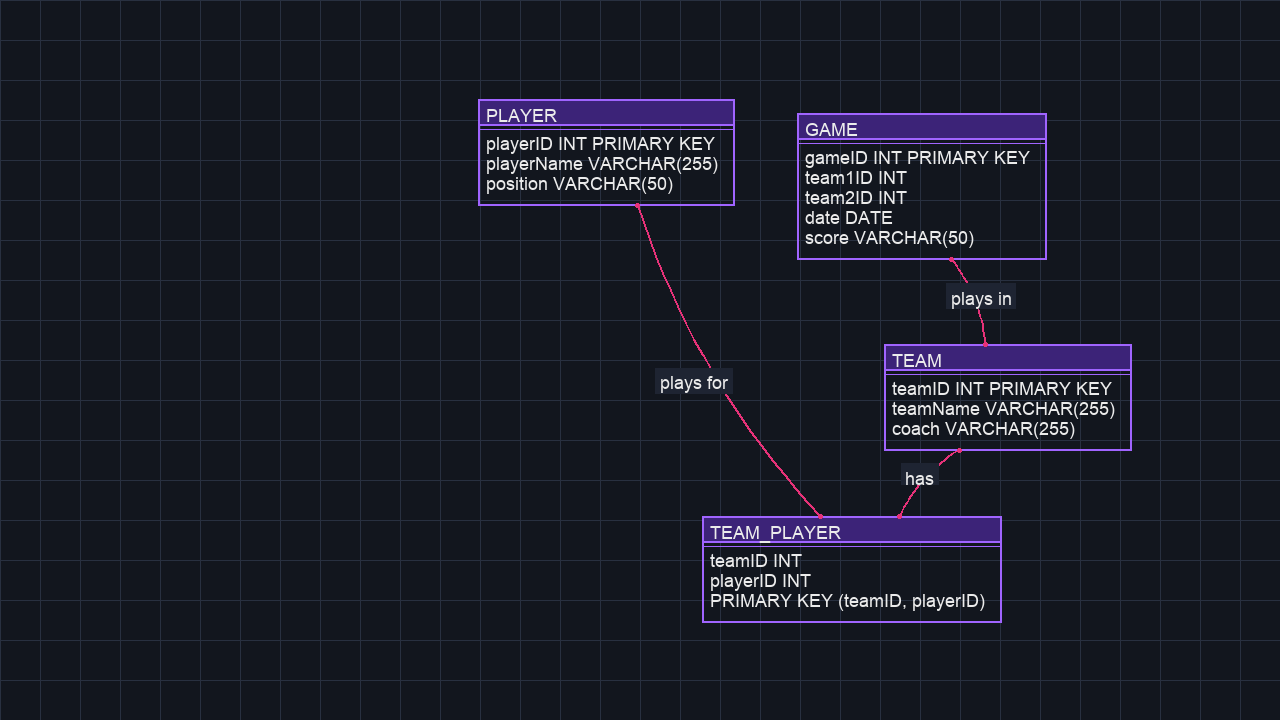 PLAYER
playerID INT PRIMARY KEY
playerName VARCHAR(255)
position VARCHAR(50)
GAME
gameID INT PRIMARY KEY
team1ID INT
team2ID INT
date DATE
score VARCHAR(50)
plays in
TEAM
teamID INT PRIMARY KEY
teamName VARCHAR(255)
coach VARCHAR(255)
plays for
has
TEAM_PLAYER
teamID INT
playerID INT
PRIMARY KEY (teamID, playerID)